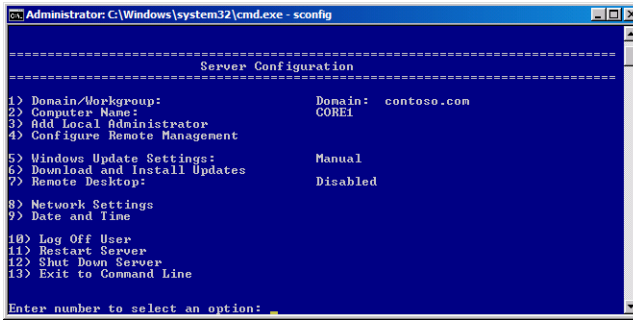 Administrator: C:\Windows\system32\cmd.exe - sconfig
===============================================================================
Server Configuration
===============================================================================
1) Domain/Workgroup: Domain: contoso.com
2) Computer Name: CORE1
3) Add Local Administrator
4) Configure Remote Management
5) Windows Update Settings: Manual
6) Download and Install Updates
7) Remote Desktop: Disabled
8) Network Settings
9) Date and Time
10) Log Off User
11) Restart Server
12) Shut Down Server
13) Exit to Command Line
Enter number to select an option: _